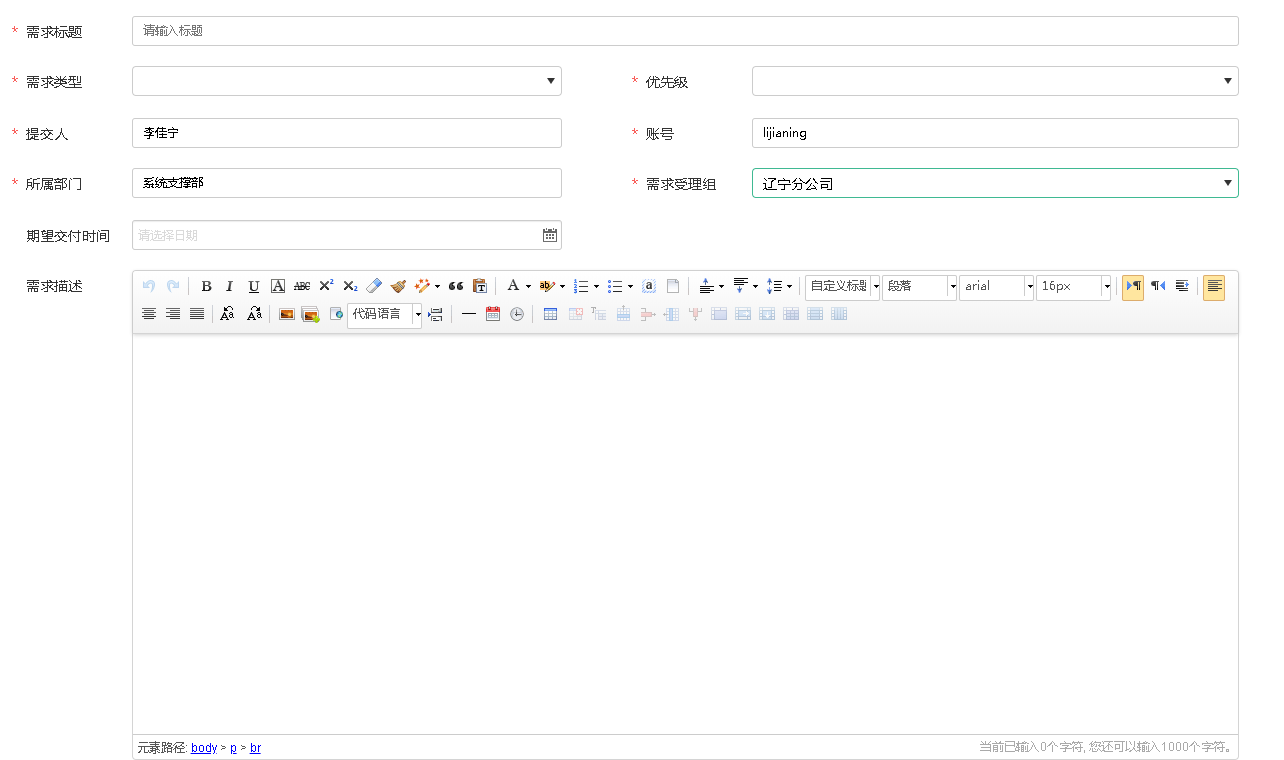 * 需求标题 请输入标题
* 需求类型 * 优先级
* 提交人 李佳宁 * 账号 lijianing
* 所属部门 系统支撑部 * 需求受理组 辽宁分公司
期望交付时间 请选择日期
需求描述 B I U A ABC X² X₂ A ab a 自定义标题 段落 arial 16px
代码语言
元素路径: body > p > br 当前已输入0个字符, 您还可以输入1000个字符。